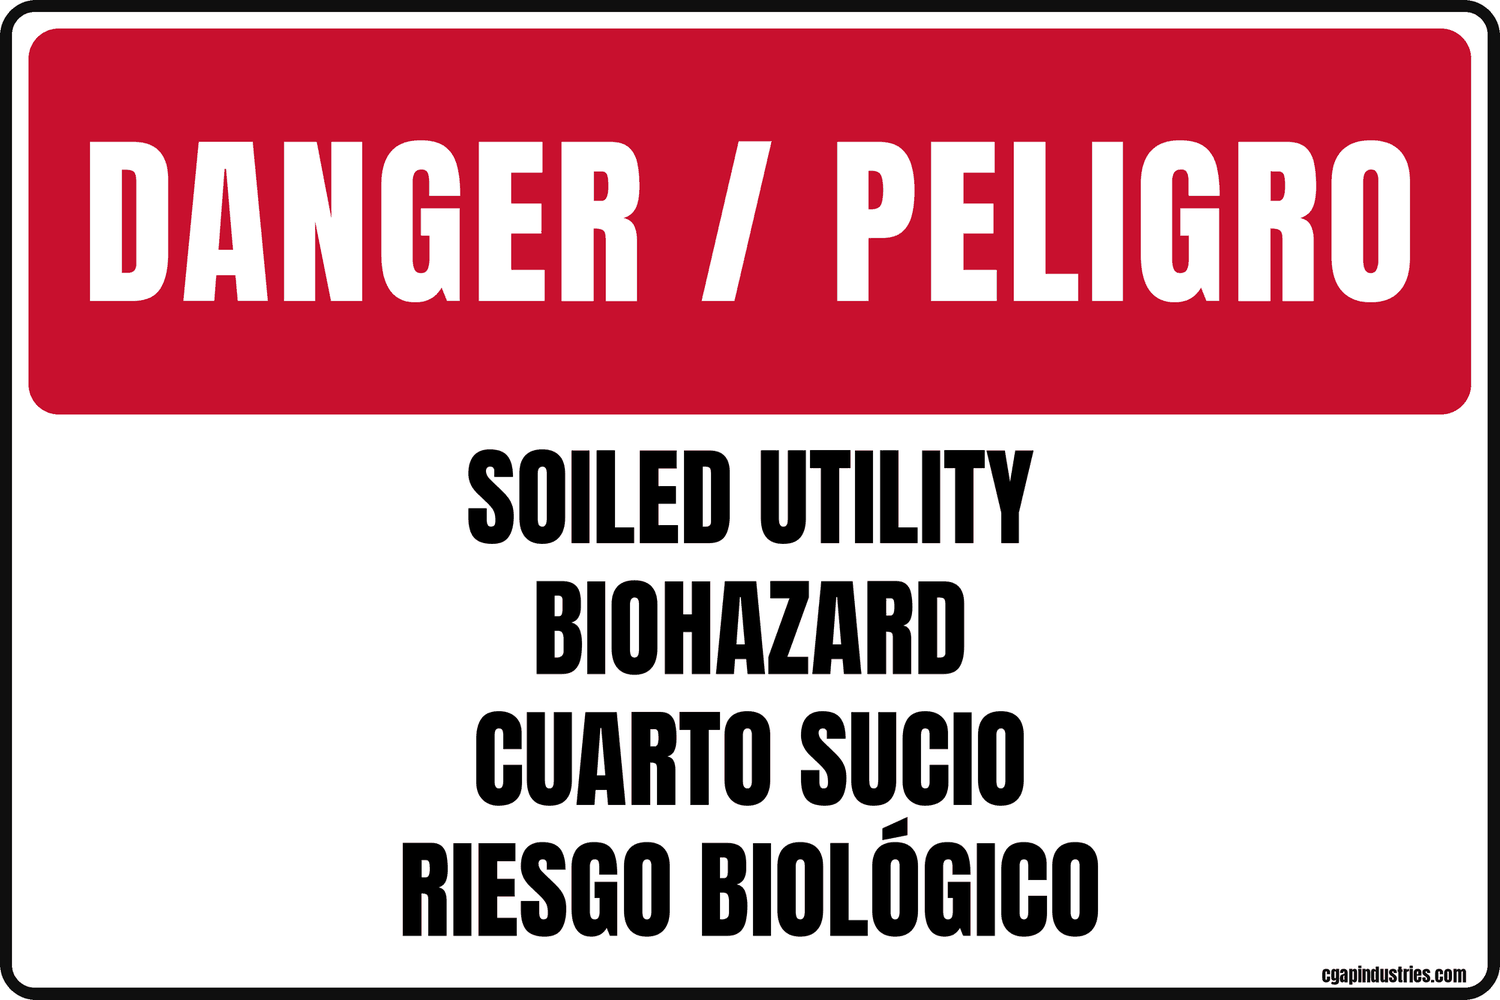 DANGER / PELIGRO
SOILED UTILITY
BIOHAZARD
CUARTO SUCIO
RIESGO BIOLÓGICO
cgapindustries.com